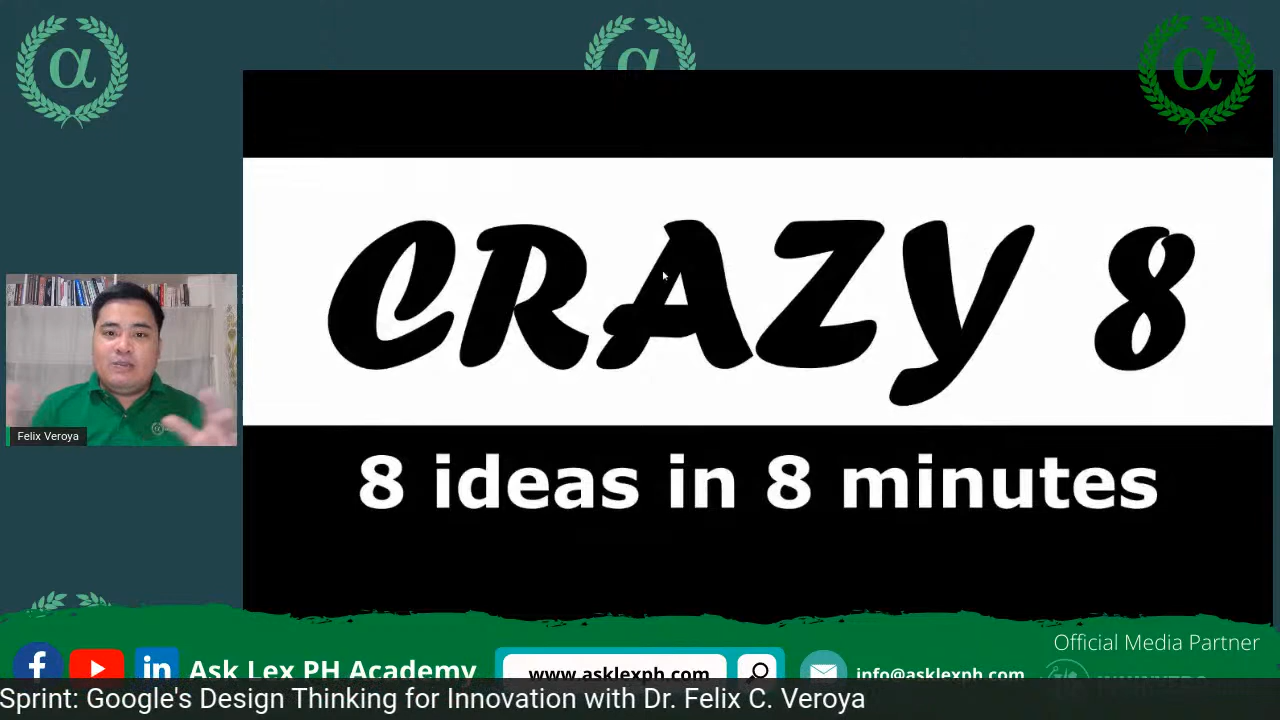 α
α
α
CRAZY 8
8 ideas in 8 minutes
Felix Veroya
Official Media Partner
Ask Lex PH Academy
www.asklexph.com
info@asklexph.com
Sprint: Google's Design Thinking for Innovation with Dr. Felix C. Veroya